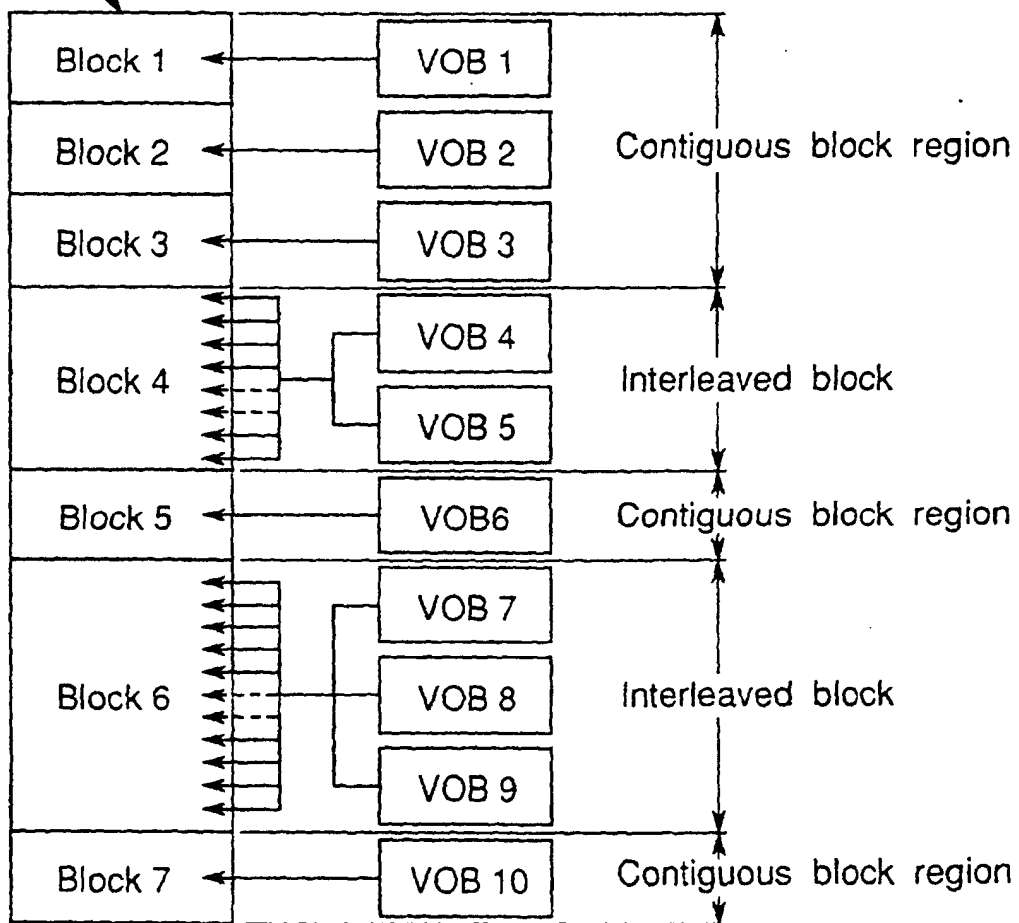 Block 1 VOB 1
Block 2 VOB 2 Contiguous block region
Block 3 VOB 3
VOB 4
Block 4 Interleaved block
VOB 5
Block 5 VOB6 Contiguous block region
VOB 7
Block 6 VOB 8 Interleaved block
VOB 9
Block 7 VOB 10 Contiguous block region